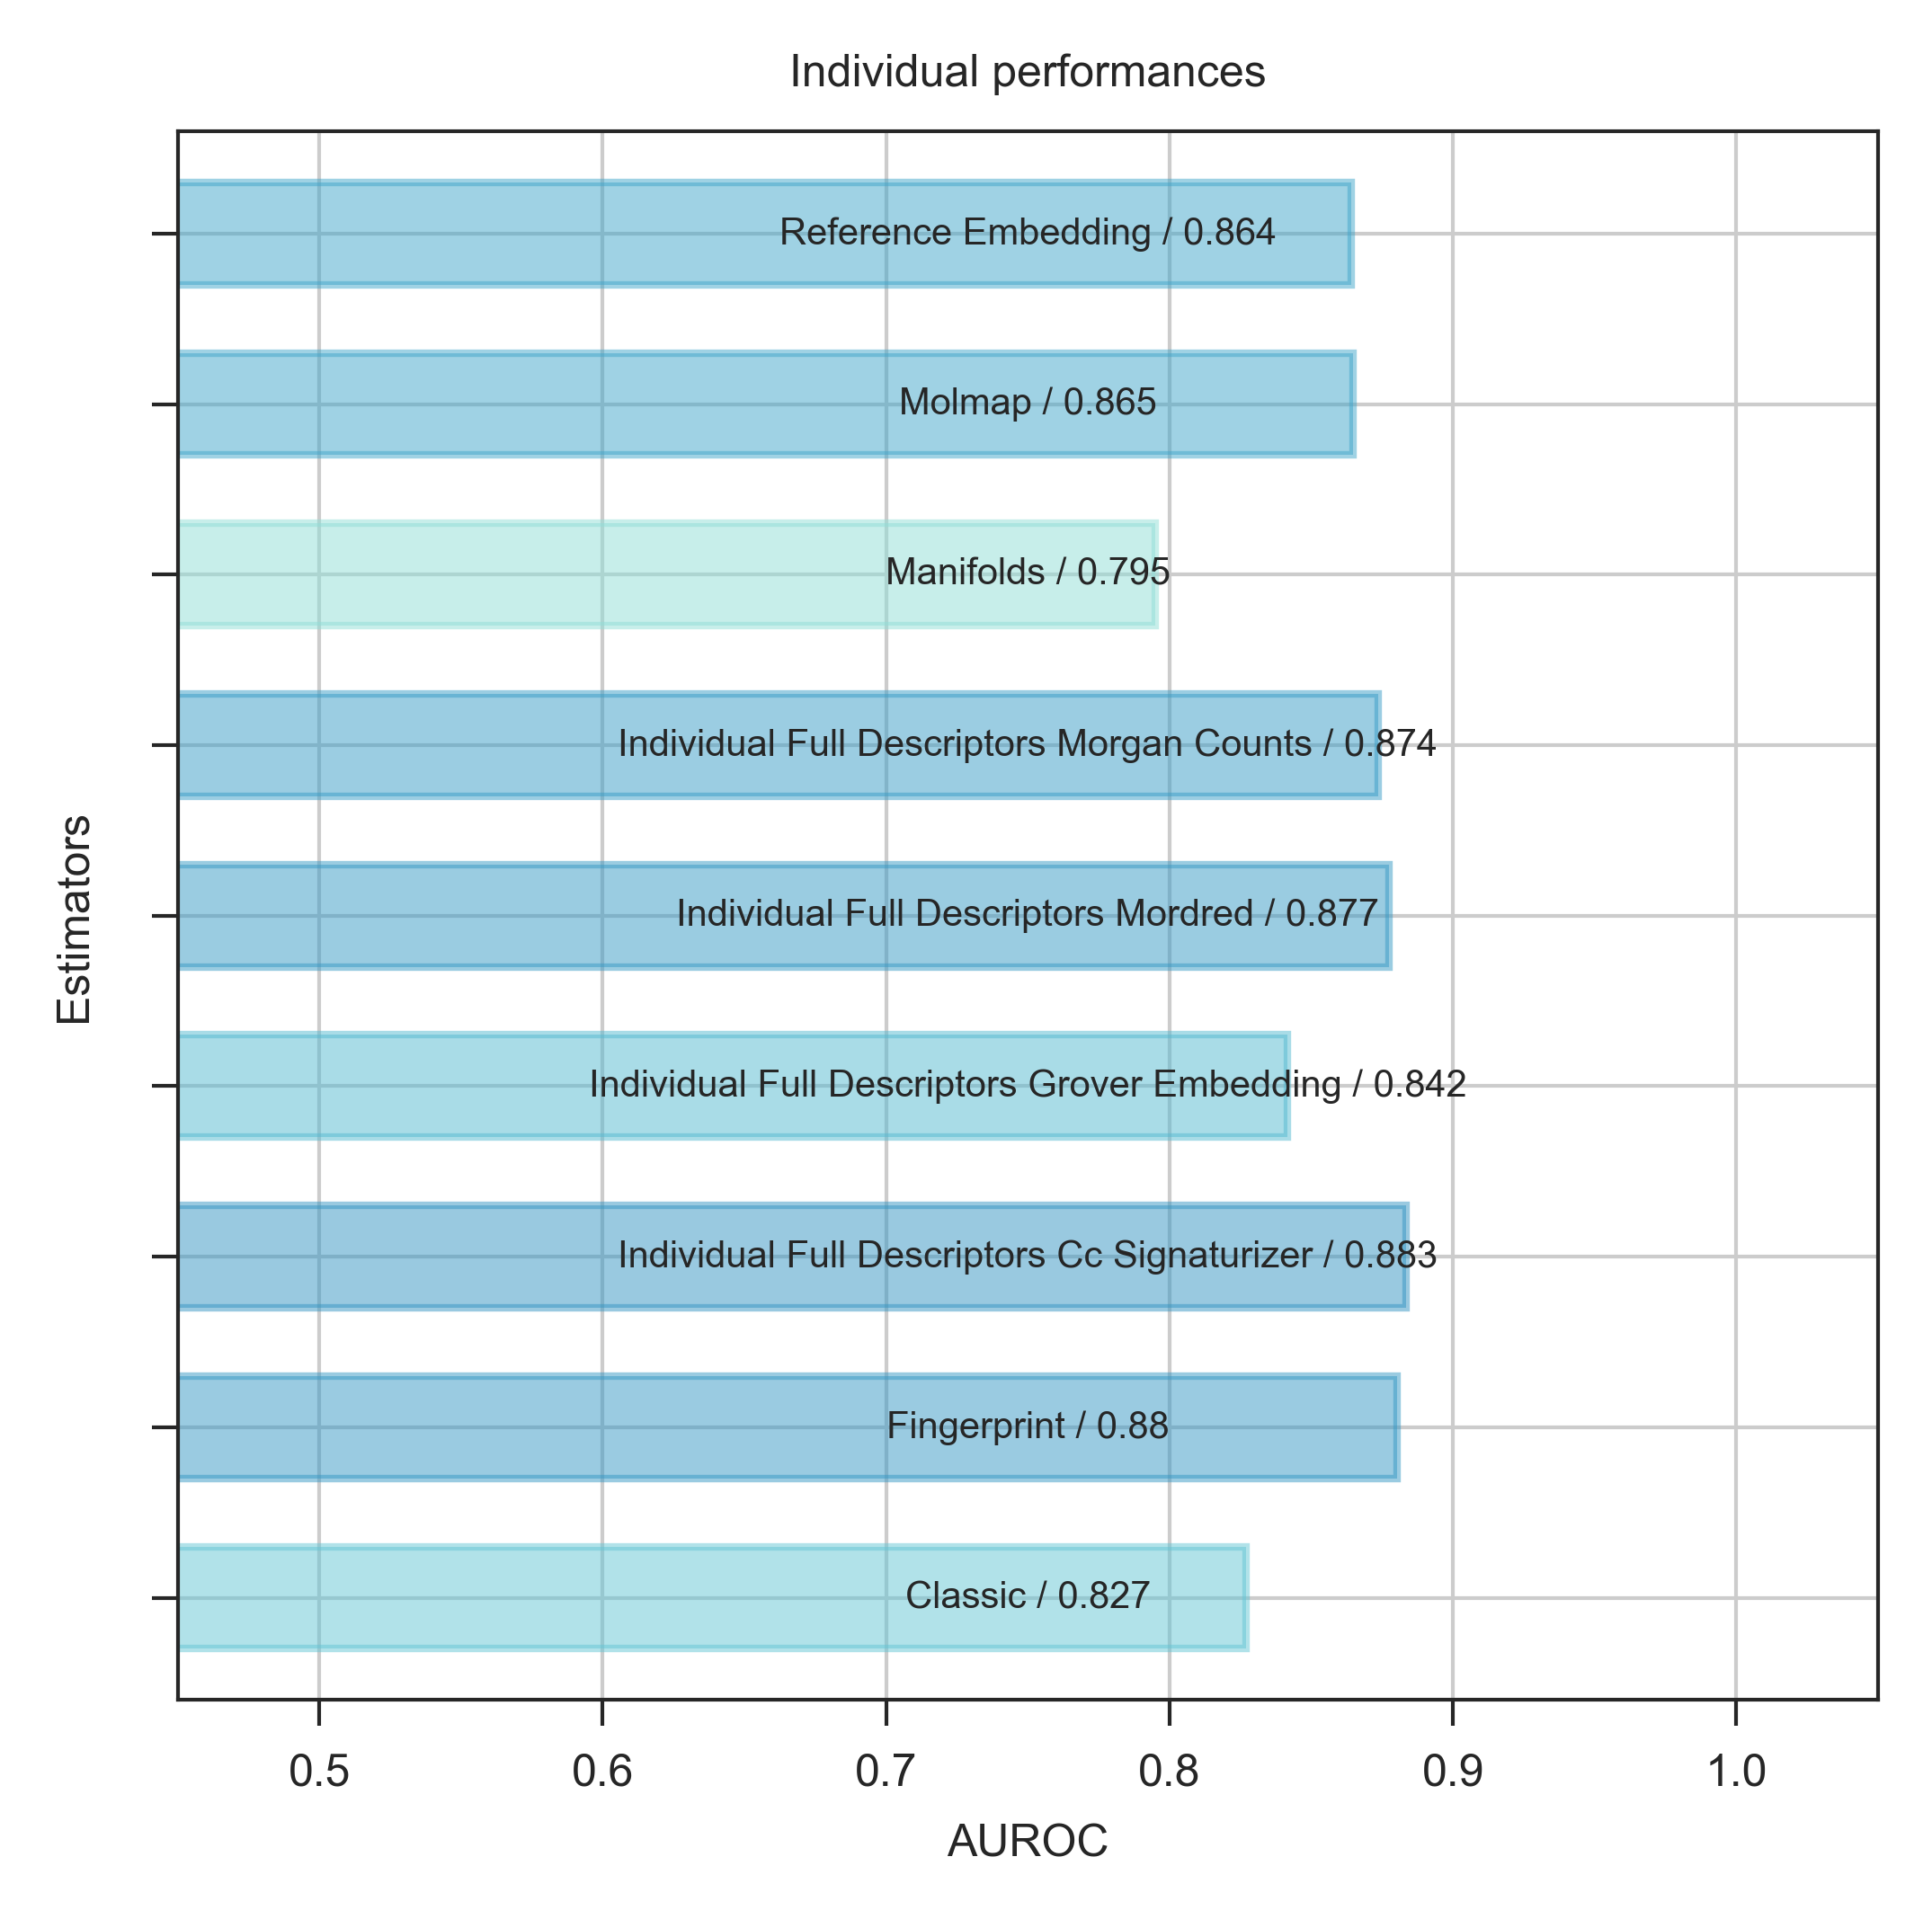 Individual performances
Reference Embedding / 0.864
Molmap / 0.865
Manifolds / 0.795
Individual Full Descriptors Morgan Counts / 0.874
Individual Full Descriptors Mordred / 0.877
Individual Full Descriptors Grover Embedding / 0.842
Individual Full Descriptors Cc Signaturizer / 0.883
Fingerprint / 0.88
Classic / 0.827
Estimators
0.5 0.6 0.7 0.8 0.9 1.0
AUROC